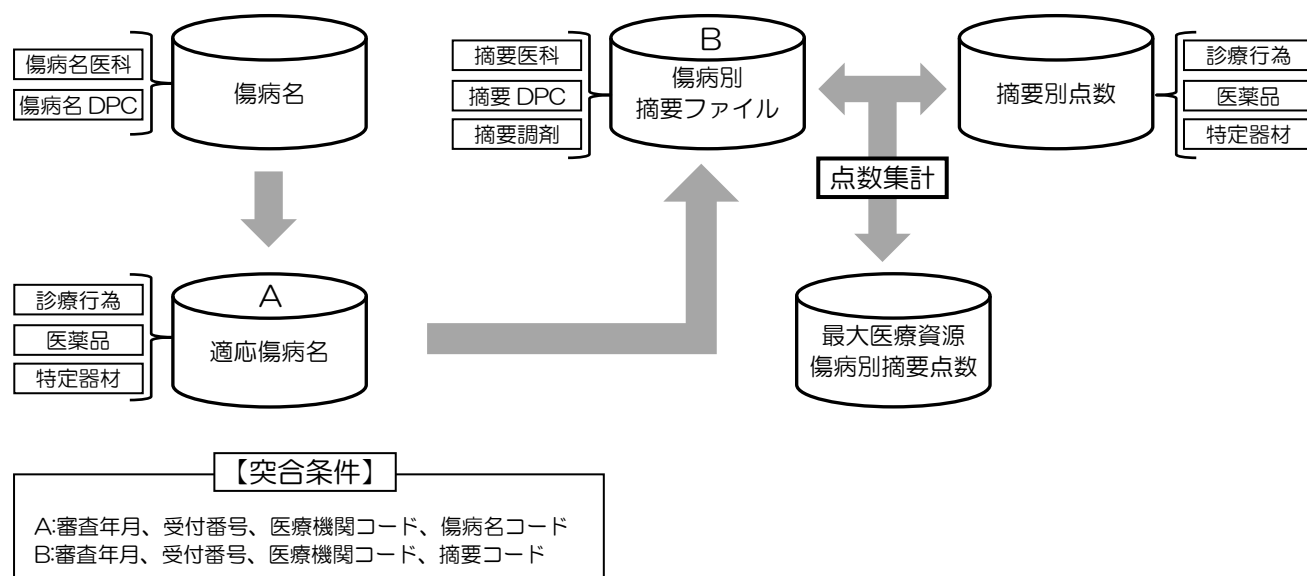 傷病名医科
傷病名 DPC
傷病名
摘要医科
摘要 DPC
摘要調剤
B
傷病別
摘要ファイル
摘要別点数
診療行為
医薬品
特定器材
点数集計
診療行為
医薬品
特定器材
A
適応傷病名
最大医療資源
傷病別摘要点数
【突合条件】
A:審査年月、受付番号、医療機関コード、傷病名コード
B:審査年月、受付番号、医療機関コード、摘要コード